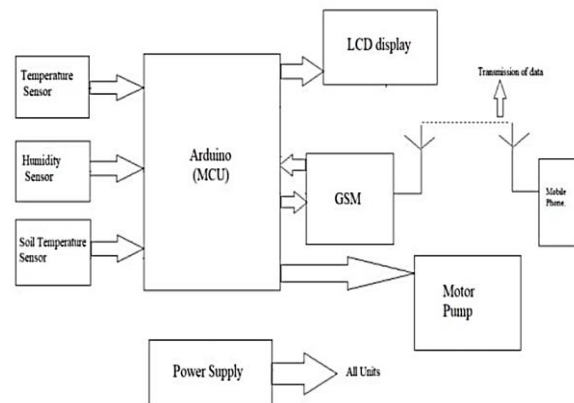 LCD display
Transmission of data
Temperature
Sensor
Humidity
Sensor
Soil Temperature
Sensor
Arduino
(MCU)
GSM
Mobile
Phone.
Motor
Pump
Power Supply
All Units